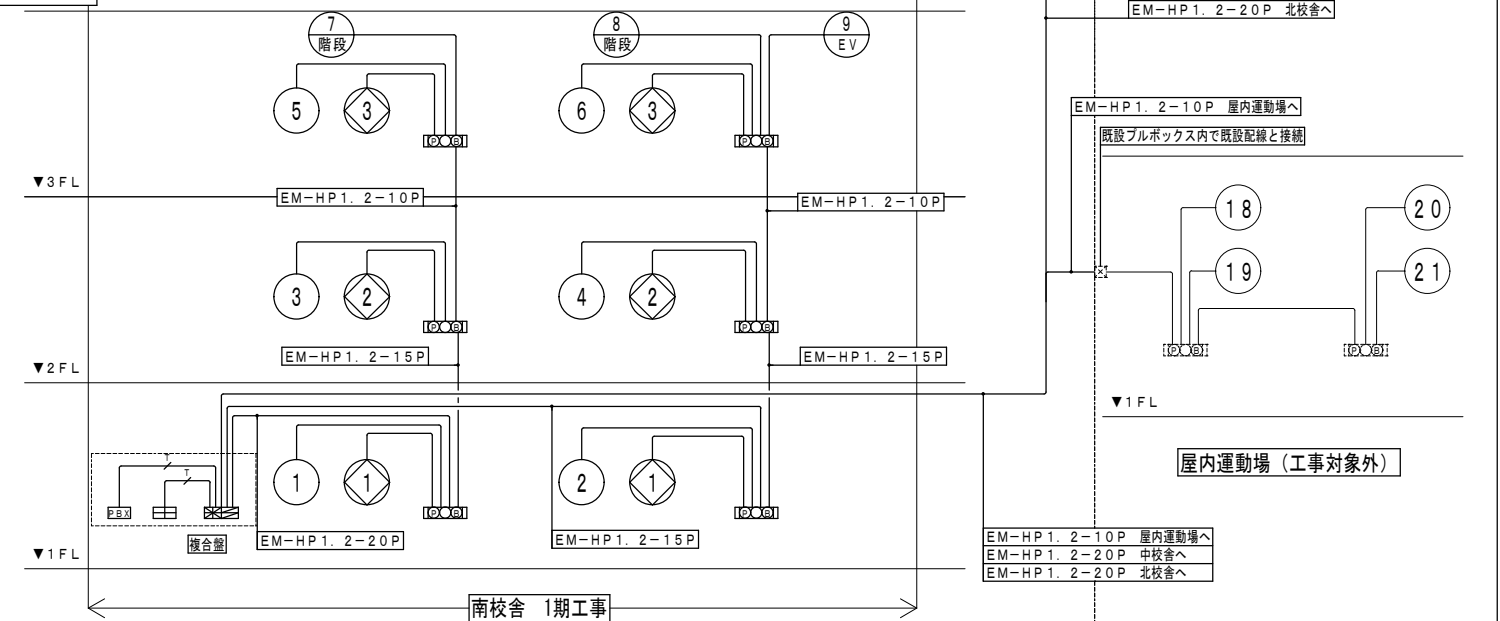 EM-HP1. 2-20P 北校舎へ
7
階段
8
階段
9
EV
5
3
6
3
EM-HP1. 2-10P 屋内運動場へ
P B
P B
既設プルボックス内で既設配線と接続
▼3FL
EM-HP1. 2-10P
EM-HP1. 2-10P
18
20
3
2
4
2
19
21
P B
P B
EM-HP1. 2-15P
EM-HP1. 2-15P
P B
P B
▼2FL
▼1FL
T
T
1
1
2
1
屋内運動場（工事対象外）
PBX
P B
P B
複合盤
EM-HP1. 2-20P
EM-HP1. 2-15P
EM-HP1. 2-10P 屋内運動場へ
EM-HP1. 2-20P 中校舎へ
EM-HP1. 2-20P 北校舎へ
▼1FL
南校舎 1期工事